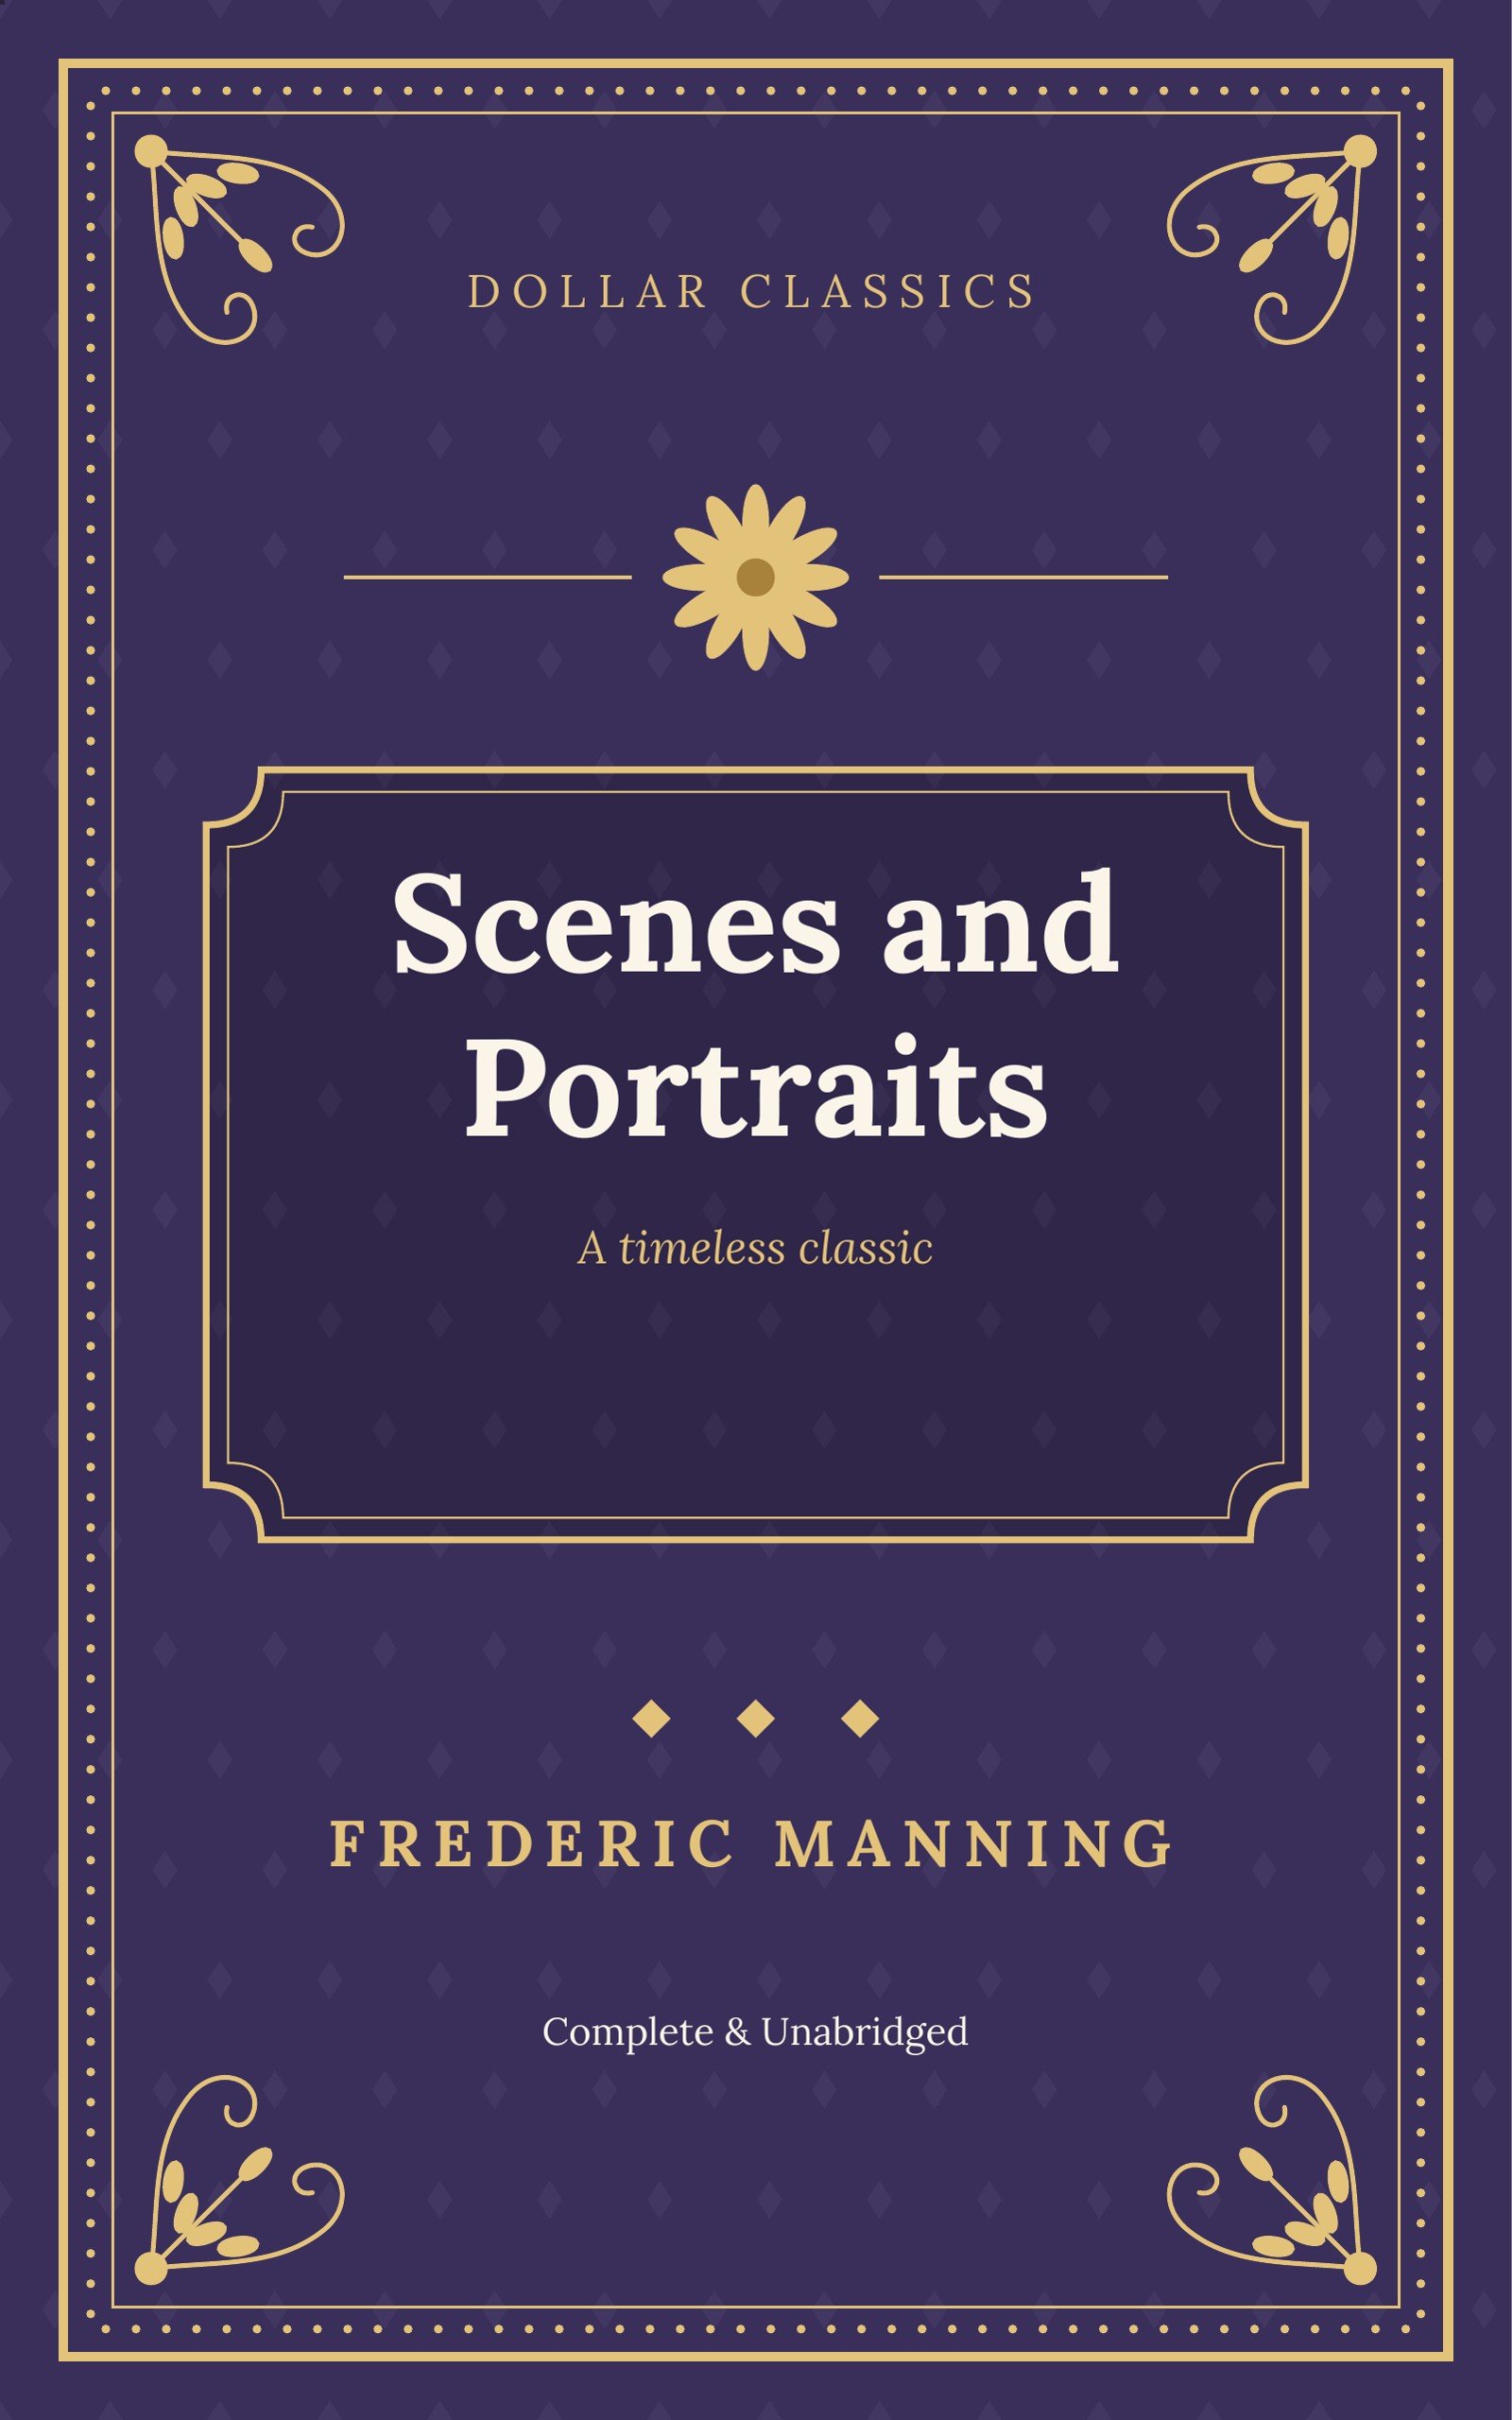 DOLLAR CLASSICS
Scenes and
Portraits
A timeless classic
FREDERIC MANNING
Complete & Unabridged